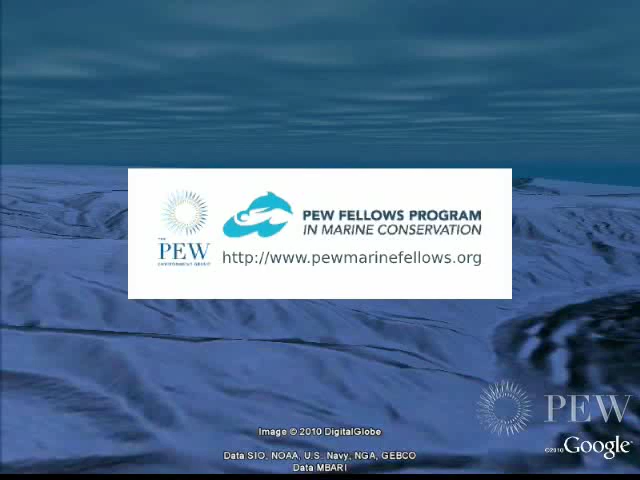 PEW FELLOWS PROGRAM
IN MARINE CONSERVATION
THE
PEW
ENVIRONMENT GROUP
http://www.pewmarinefellows.org
PEW
©2010 Google
Image © 2010 DigitalGlobe
Data SIO, NOAA, U.S. Navy, NGA, GEBCO
Data MBARI